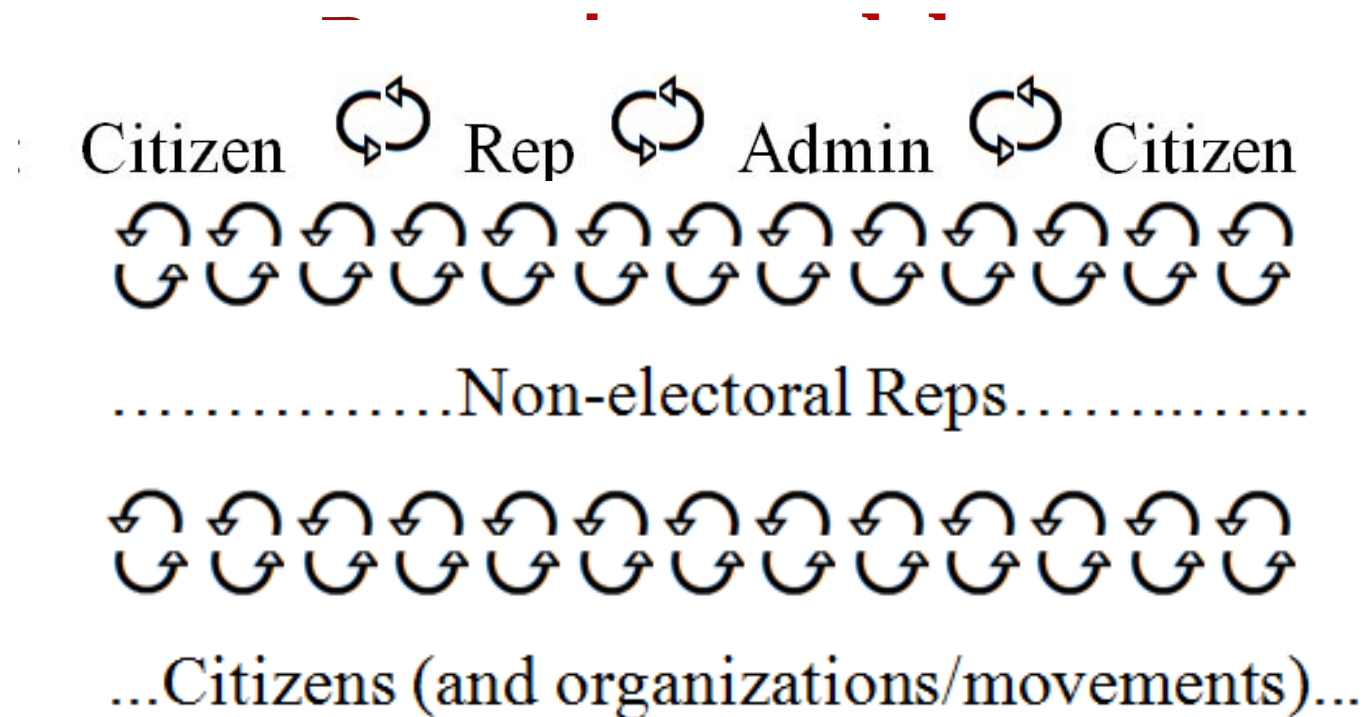 : Citizen Rep Admin Citizen
……………Non-electoral Reps……..…...
...Citizens (and organizations/movements)...